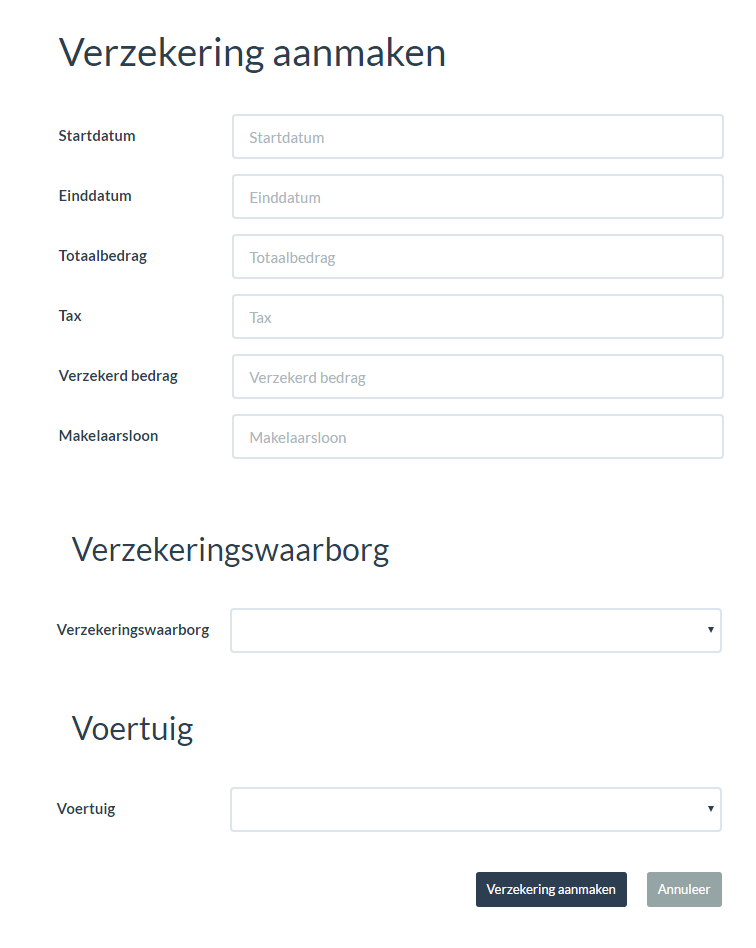 Verzekering aanmaken
Startdatum Startdatum
Einddatum Einddatum
Totaalbedrag Totaalbedrag
Tax Tax
Verzekerd bedrag Verzekerd bedrag
Makelaarsloon Makelaarsloon
Verzekeringswaarborg
Verzekeringswaarborg
Voertuig
Voertuig
Verzekering aanmaken Annuleer